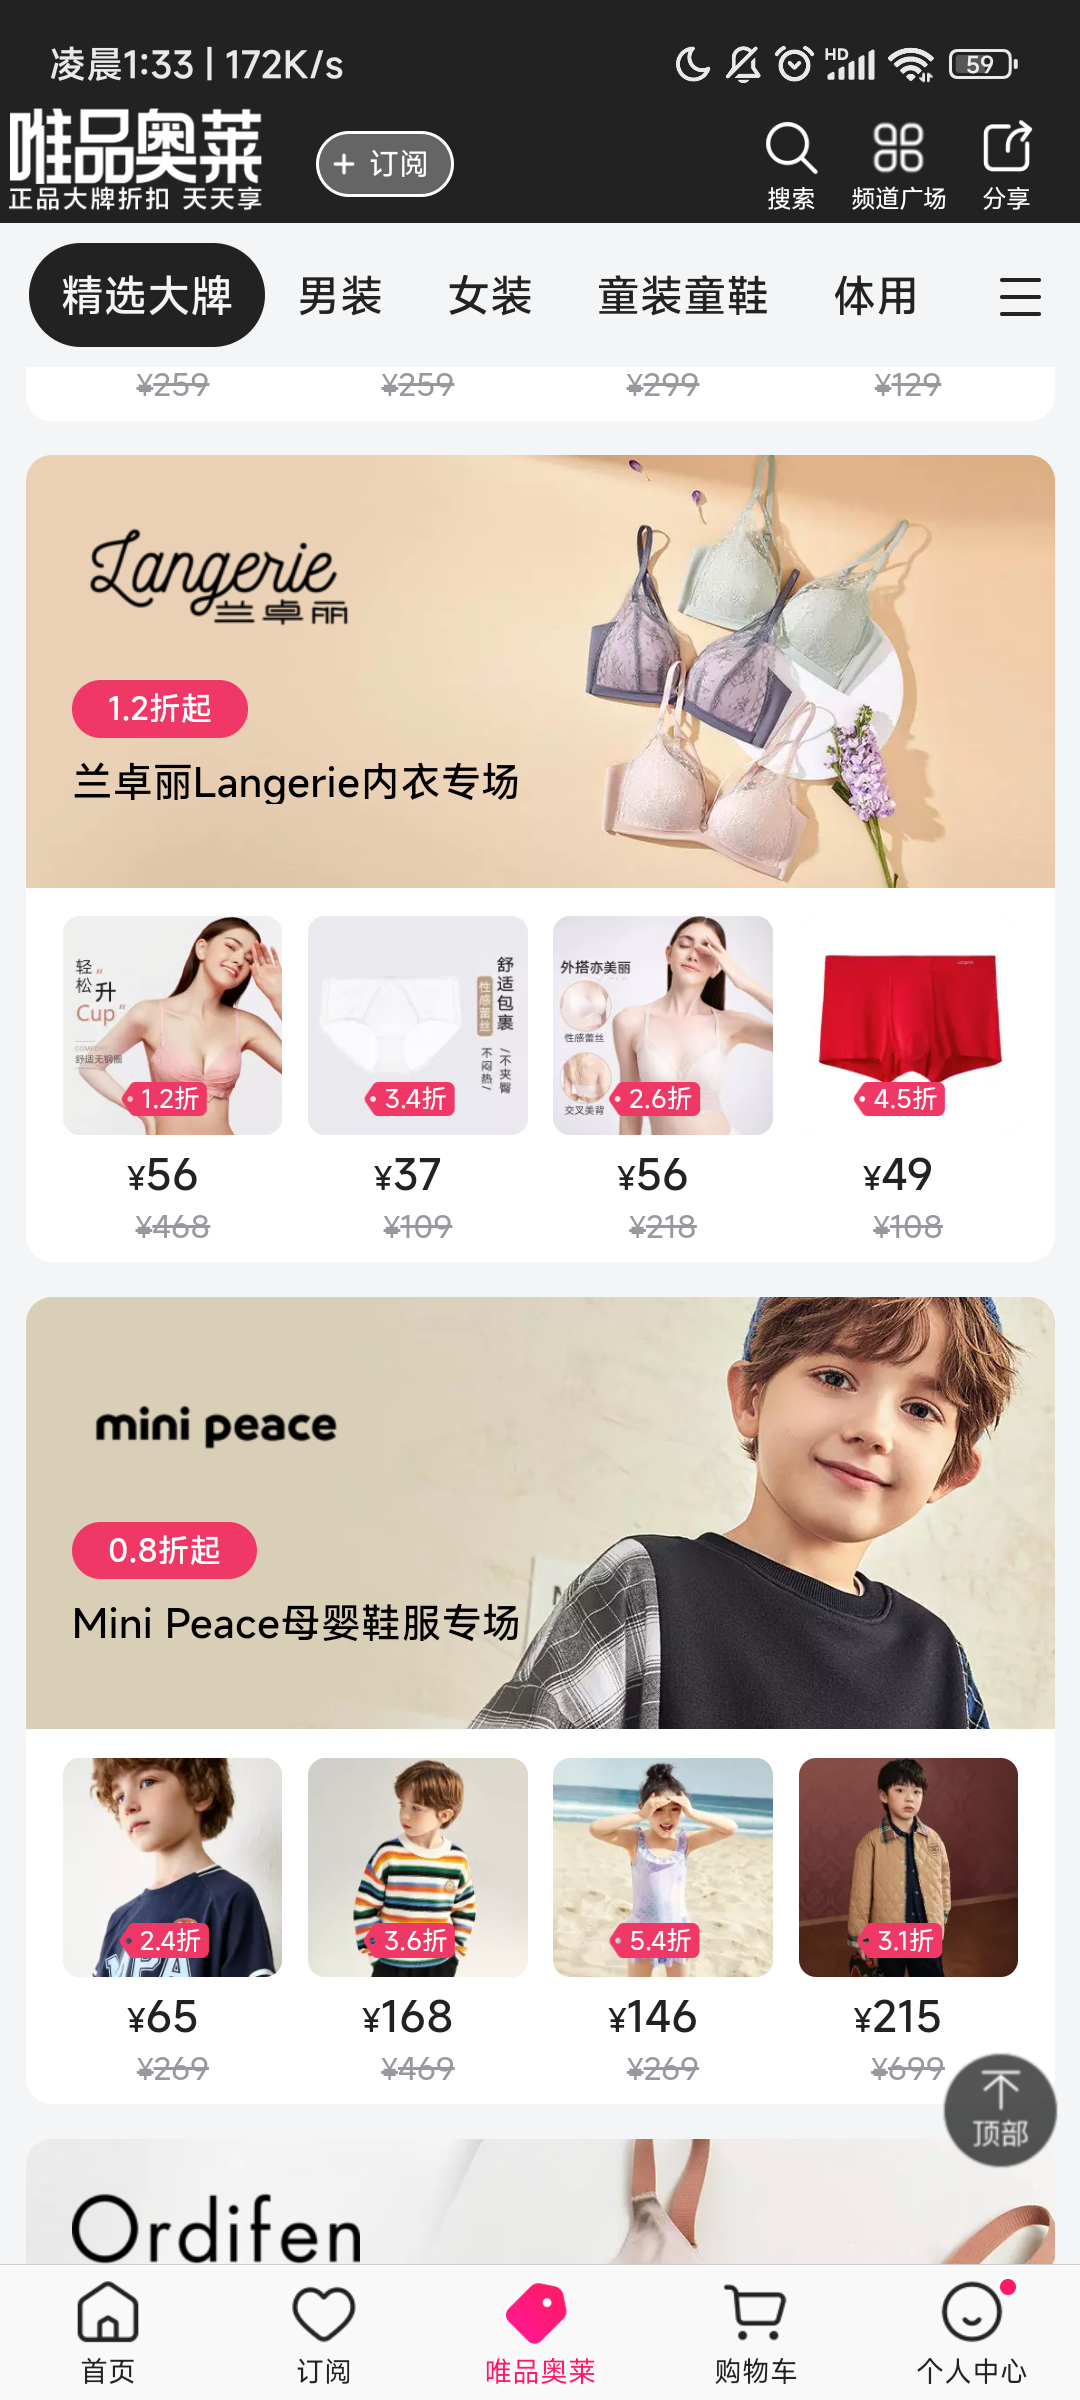 凌晨1:33 | 172K/s
HD
59
唯品奥莱
正品大牌折扣 天天享
+ 订阅
搜索
频道广场
分享
精选大牌
男装
女装
童装童鞋
体用
¥259
¥259
¥299
¥129
Langerie
兰卓丽
1.2折起
兰卓丽Langerie内衣专场
轻松升
Cup
舒适无钢圈
1.2折
舒适包裹
性感蕾丝
不闷热/
/不夹臀
3.4折
外搭亦美丽
性感蕾丝
交叉美背
2.6折
4.5折
¥56
¥37
¥56
¥49
¥468
¥109
¥218
¥108
mini peace
0.8折起
Mini Peace母婴鞋服专场
2.4折
3.6折
5.4折
3.1折
¥65
¥168
¥146
¥215
¥269
¥469
¥269
¥699
顶部
Ordifen
首页
订阅
唯品奥莱
购物车
个人中心